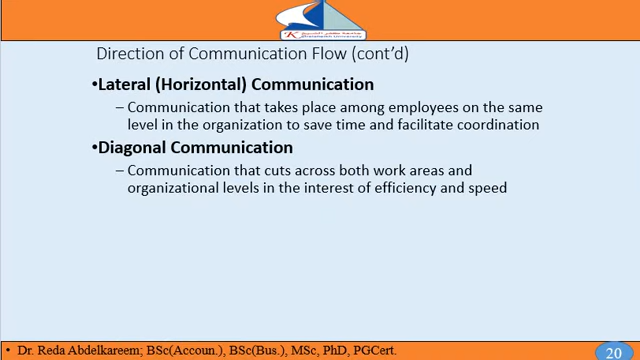 Direction of Communication Flow (cont'd)
•Lateral (Horizontal) Communication
– Communication that takes place among employees on the same
level in the organization to save time and facilitate coordination
•Diagonal Communication
– Communication that cuts across both work areas and
organizational levels in the interest of efficiency and speed
• Dr. Reda Abdelkareem; BSc(Accoun.), BSc(Bus.), MSc, PhD, PGCert.
20